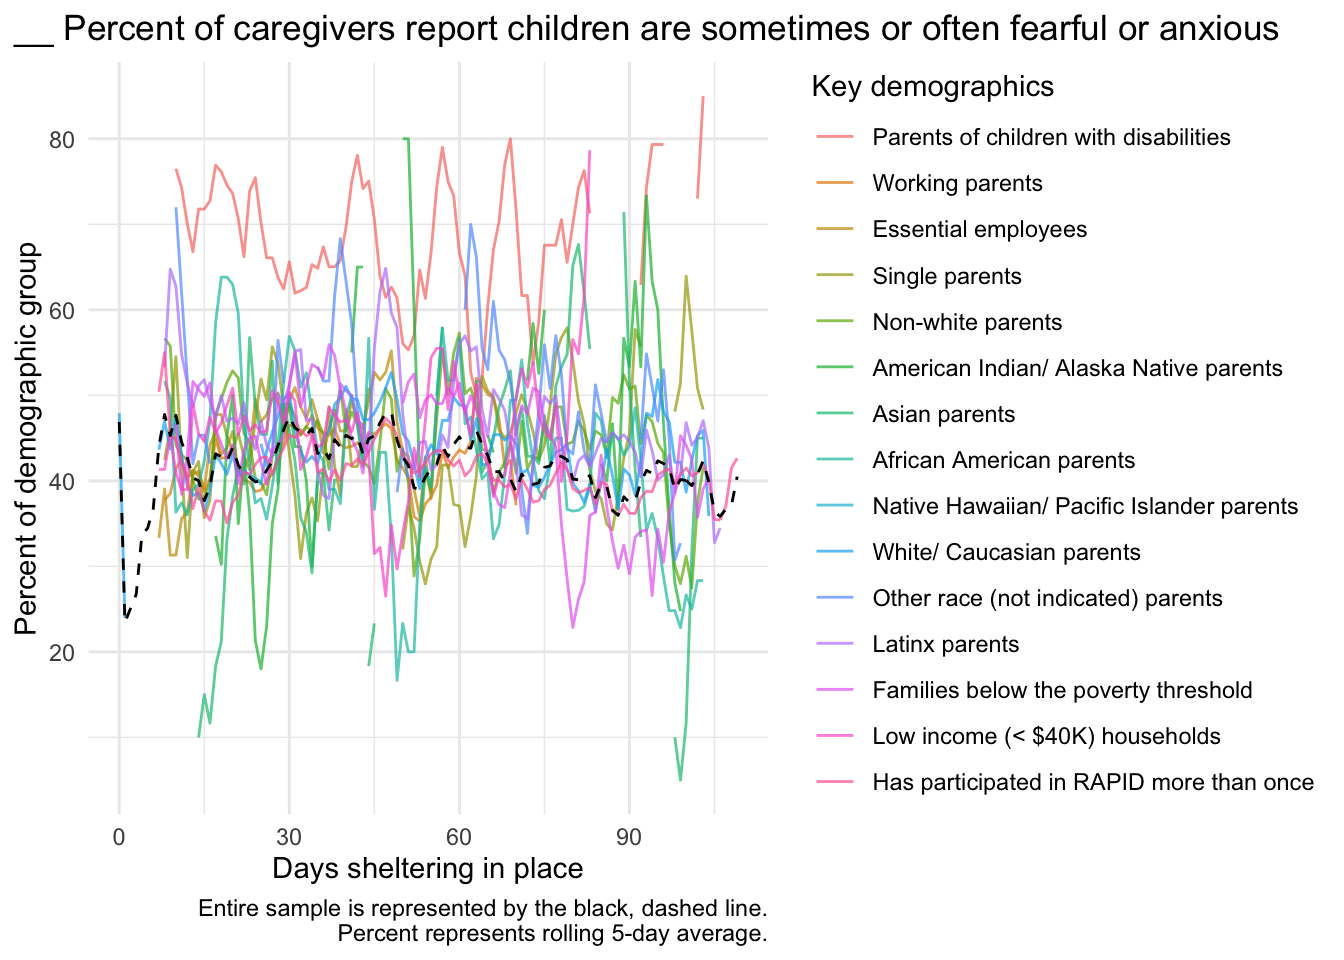 __ Percent of caregivers report children are sometimes or often fearful or anxious
Percent of demographic group
80
60
40
20
0
30
60
90
Days sheltering in place
Entire sample is represented by the black, dashed line.
Percent represents rolling 5-day average.
Key demographics
Parents of children with disabilities
Working parents
Essential employees
Single parents
Non-white parents
American Indian/ Alaska Native parents
Asian parents
African American parents
Native Hawaiian/ Pacific Islander parents
White/ Caucasian parents
Other race (not indicated) parents
Latinx parents
Families below the poverty threshold
Low income (< $40K) households
Has participated in RAPID more than once